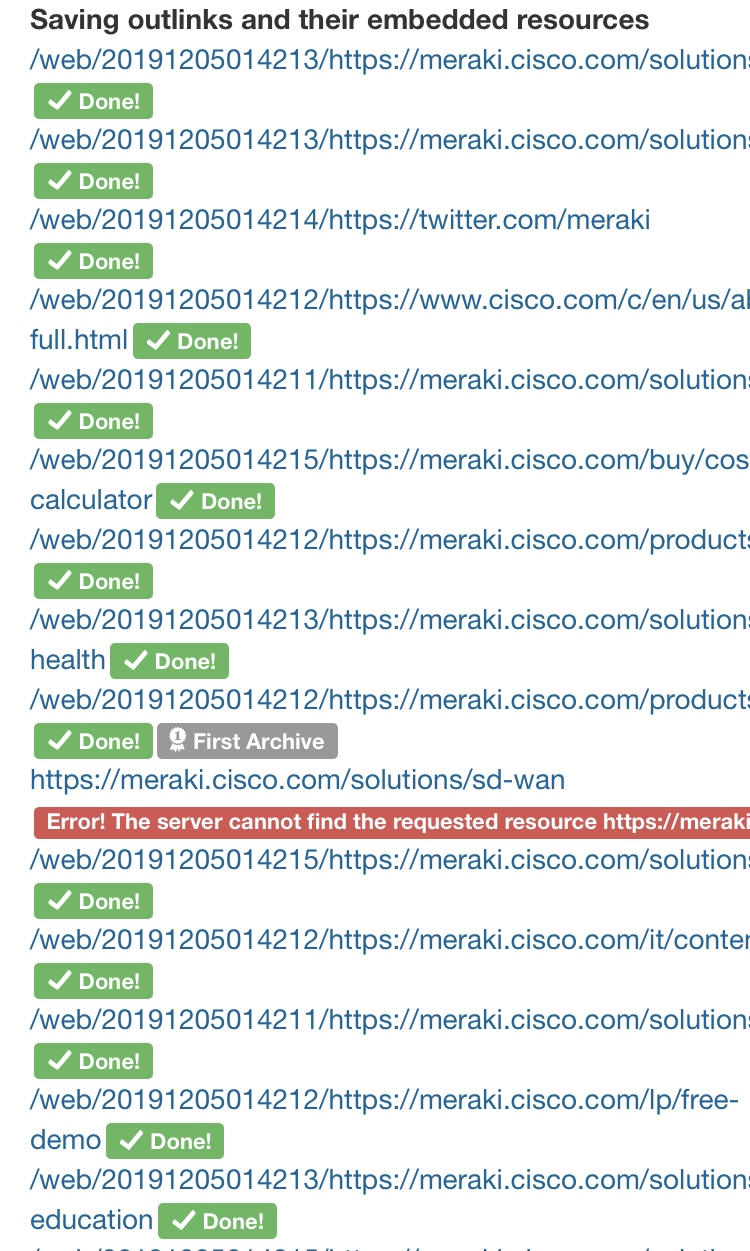 Saving outlinks and their embedded resources
/web/20191205014213/https://meraki.cisco.com/solutions
Done!
/web/20191205014213/https://meraki.cisco.com/solutions
Done!
/web/20191205014214/https://twitter.com/meraki
Done!
/web/20191205014212/https://www.cisco.com/c/en/us/ab
full.html Done!
/web/20191205014211/https://meraki.cisco.com/solutions
Done!
/web/20191205014215/https://meraki.cisco.com/buy/cos
calculator Done!
/web/20191205014212/https://meraki.cisco.com/products
Done!
/web/20191205014213/https://meraki.cisco.com/solutions
health Done!
/web/20191205014212/https://meraki.cisco.com/products
Done! 1 First Archive
https://meraki.cisco.com/solutions/sd-wan
Error! The server cannot find the requested resource https://meraki
/web/20191205014215/https://meraki.cisco.com/solutions
Done!
/web/20191205014212/https://meraki.cisco.com/it/conten
Done!
/web/20191205014211/https://meraki.cisco.com/solutions
Done!
/web/20191205014212/https://meraki.cisco.com/lp/free-
demo Done!
/web/20191205014213/https://meraki.cisco.com/solutions
education Done!